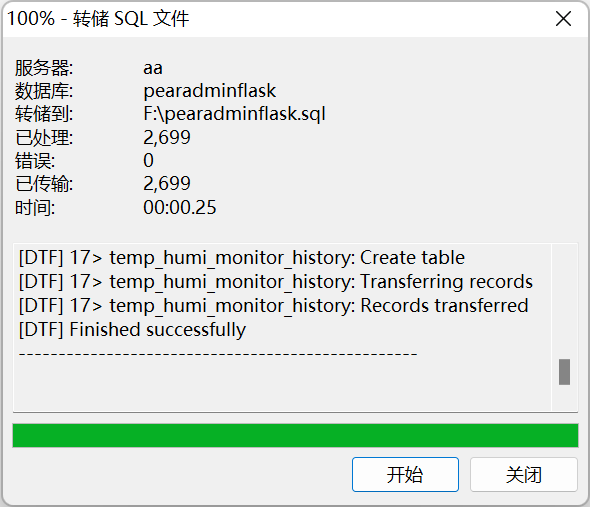 100% - 转储 SQL 文件
服务器: aa
数据库: pearadminflask
转储到: F:\pearadminflask.sql
已处理: 2,699
错误: 0
已传输: 2,699
时间: 00:00.25
[DTF] 17> temp_humi_monitor_history: Create table
[DTF] 17> temp_humi_monitor_history: Transferring records
[DTF] 17> temp_humi_monitor_history: Records transferred
[DTF] Finished successfully
--------------------------------------------------
开始 关闭